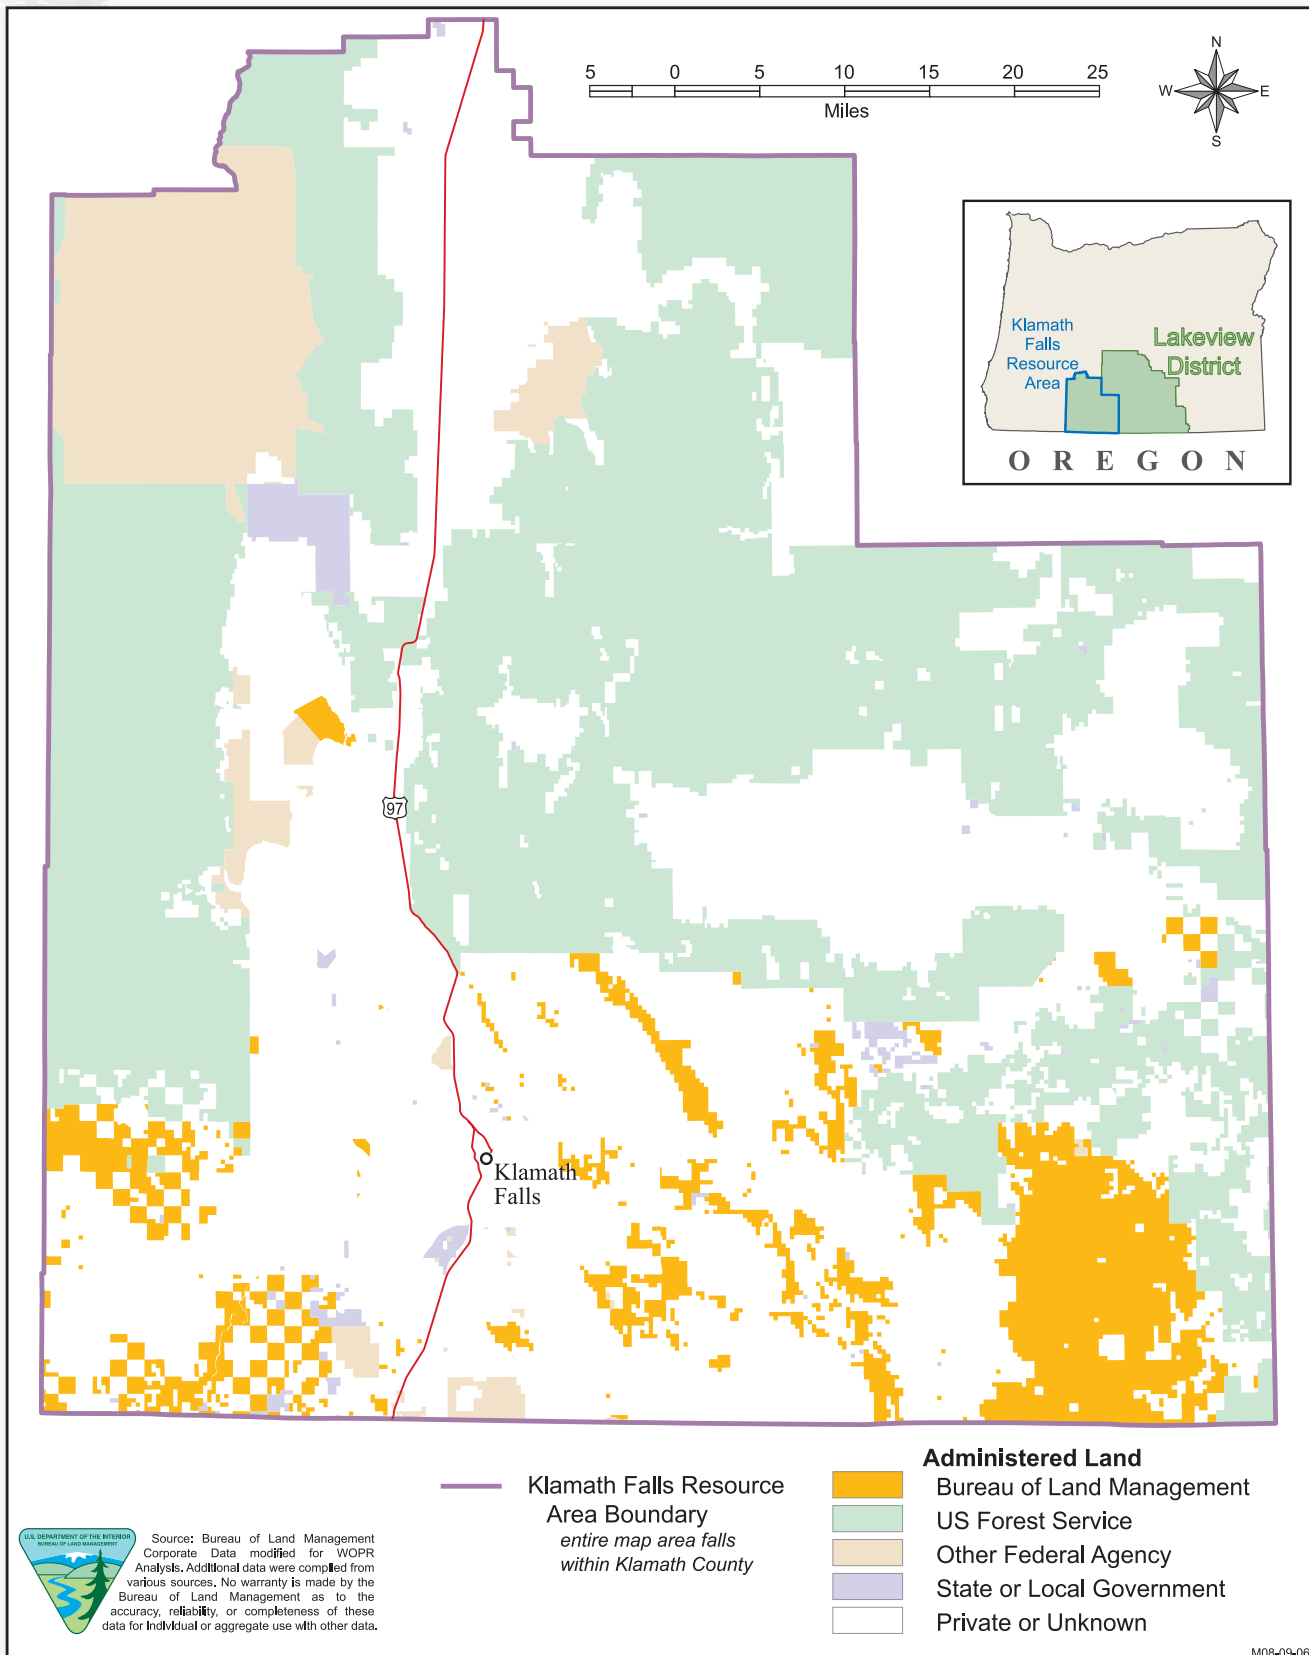 N
W E
S
5 0 5 10 15 20 25
Miles
Klamath
Falls
Resource
Area
Lakeview
District
OREGON
97
Klamath
Falls
Klamath Falls Resource
Area Boundary
entire map area falls
within Klamath County
Administered Land
Bureau of Land Management
US Forest Service
Other Federal Agency
State or Local Government
Private or Unknown
U.S. DEPARTMENT OF THE INTERIOR
BUREAU OF LAND MANAGEMENT
Source: Bureau of Land Management
Corporate Data modified for WOPR
Analysis. Additional data were compiled from
various sources. No warranty is made by the
Bureau of Land Management as to the
accuracy, reliability, or completeness of these
data for individual or aggregate use with other data.
M08-09-06